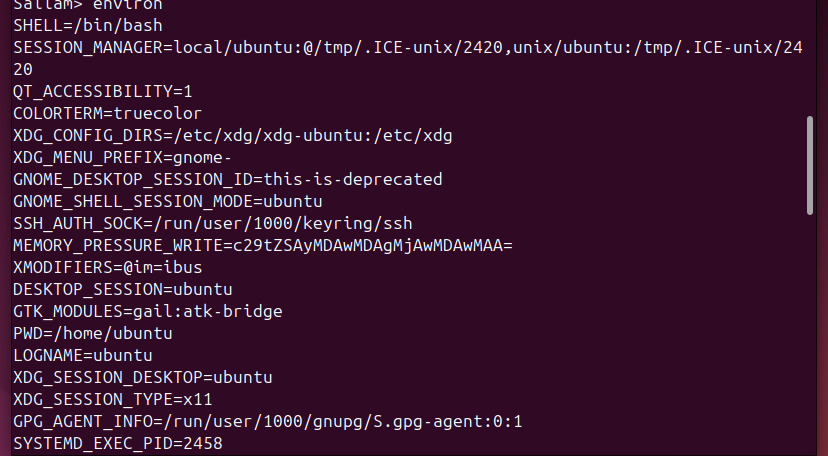 Sallam> environ
SHELL=/bin/bash
SESSION_MANAGER=local/ubuntu:@/tmp/.ICE-unix/2420,unix/ubuntu:/tmp/.ICE-unix/24
20
QT_ACCESSIBILITY=1
COLORTERM=truecolor
XDG_CONFIG_DIRS=/etc/xdg/xdg-ubuntu:/etc/xdg
XDG_MENU_PREFIX=gnome-
GNOME_DESKTOP_SESSION_ID=this-is-deprecated
GNOME_SHELL_SESSION_MODE=ubuntu
SSH_AUTH_SOCK=/run/user/1000/keyring/ssh
MEMORY_PRESSURE_WRITE=c29tZSAyMDAwMDAgMjAwMDAwMAA=
XMODIFIERS=@im=ibus
DESKTOP_SESSION=ubuntu
GTK_MODULES=gail:atk-bridge
PWD=/home/ubuntu
LOGNAME=ubuntu
XDG_SESSION_DESKTOP=ubuntu
XDG_SESSION_TYPE=x11
GPG_AGENT_INFO=/run/user/1000/gnupg/S.gpg-agent:0:1
SYSTEMD_EXEC_PID=2458